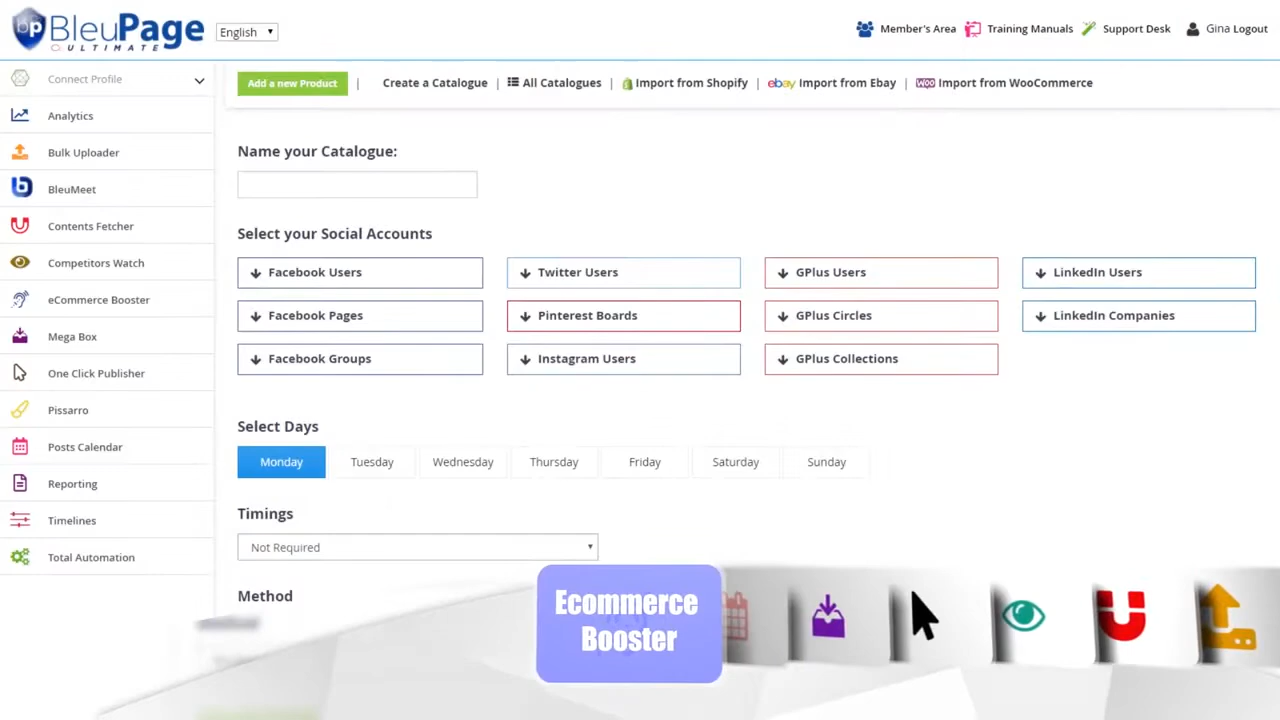 bp BleuPage
ULTIMATE
English
Member's Area
Training Manuals
Support Desk
Gina Logout
Connect Profile
Analytics
Bulk Uploader
BleuMeet
Contents Fetcher
Competitors Watch
eCommerce Booster
Mega Box
One Click Publisher
Pissarro
Posts Calendar
Reporting
Timelines
Total Automation
Add a new Product | Create a Catalogue | All Catalogues | Import from Shopify | ebay Import from Ebay | WOO Import from WooCommerce
Name your Catalogue:
Select your Social Accounts
Facebook Users
Twitter Users
GPlus Users
LinkedIn Users
Facebook Pages
Pinterest Boards
GPlus Circles
LinkedIn Companies
Facebook Groups
Instagram Users
GPlus Collections
Select Days
Monday
Tuesday
Wednesday
Thursday
Friday
Saturday
Sunday
Timings
Not Required
Method
Ecommerce
Booster